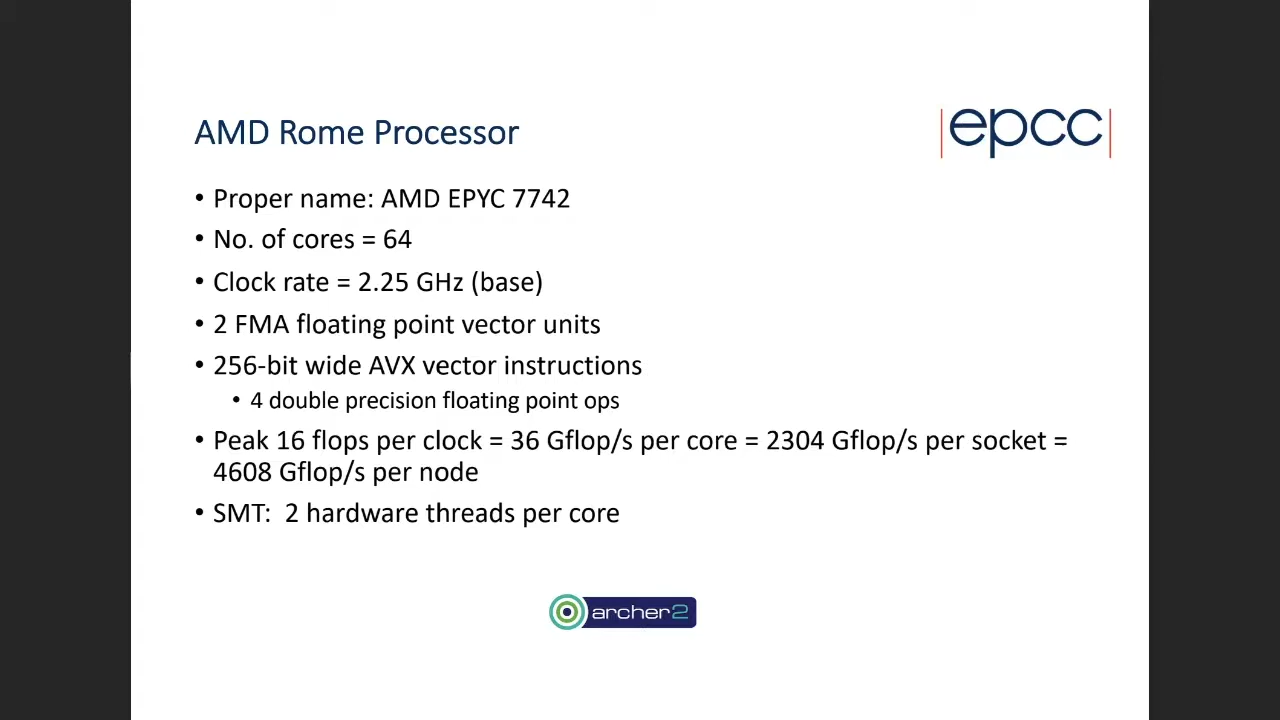 AMD Rome Processor
|epcc|
• Proper name: AMD EPYC 7742
• No. of cores = 64
• Clock rate = 2.25 GHz (base)
• 2 FMA floating point vector units
• 256-bit wide AVX vector instructions
• 4 double precision floating point ops
• Peak 16 flops per clock = 36 Gflop/s per core = 2304 Gflop/s per socket =
4608 Gflop/s per node
• SMT:  2 hardware threads per core
archer2